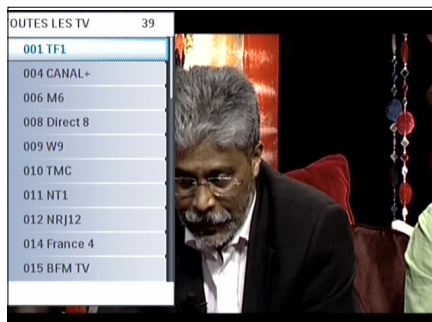 TOUTES LES TV 39
001 TF1
004 CANAL+
006 M6
008 Direct 8
009 W9
010 TMC
011 NT1
012 NRJ12
014 France 4
015 BFM TV